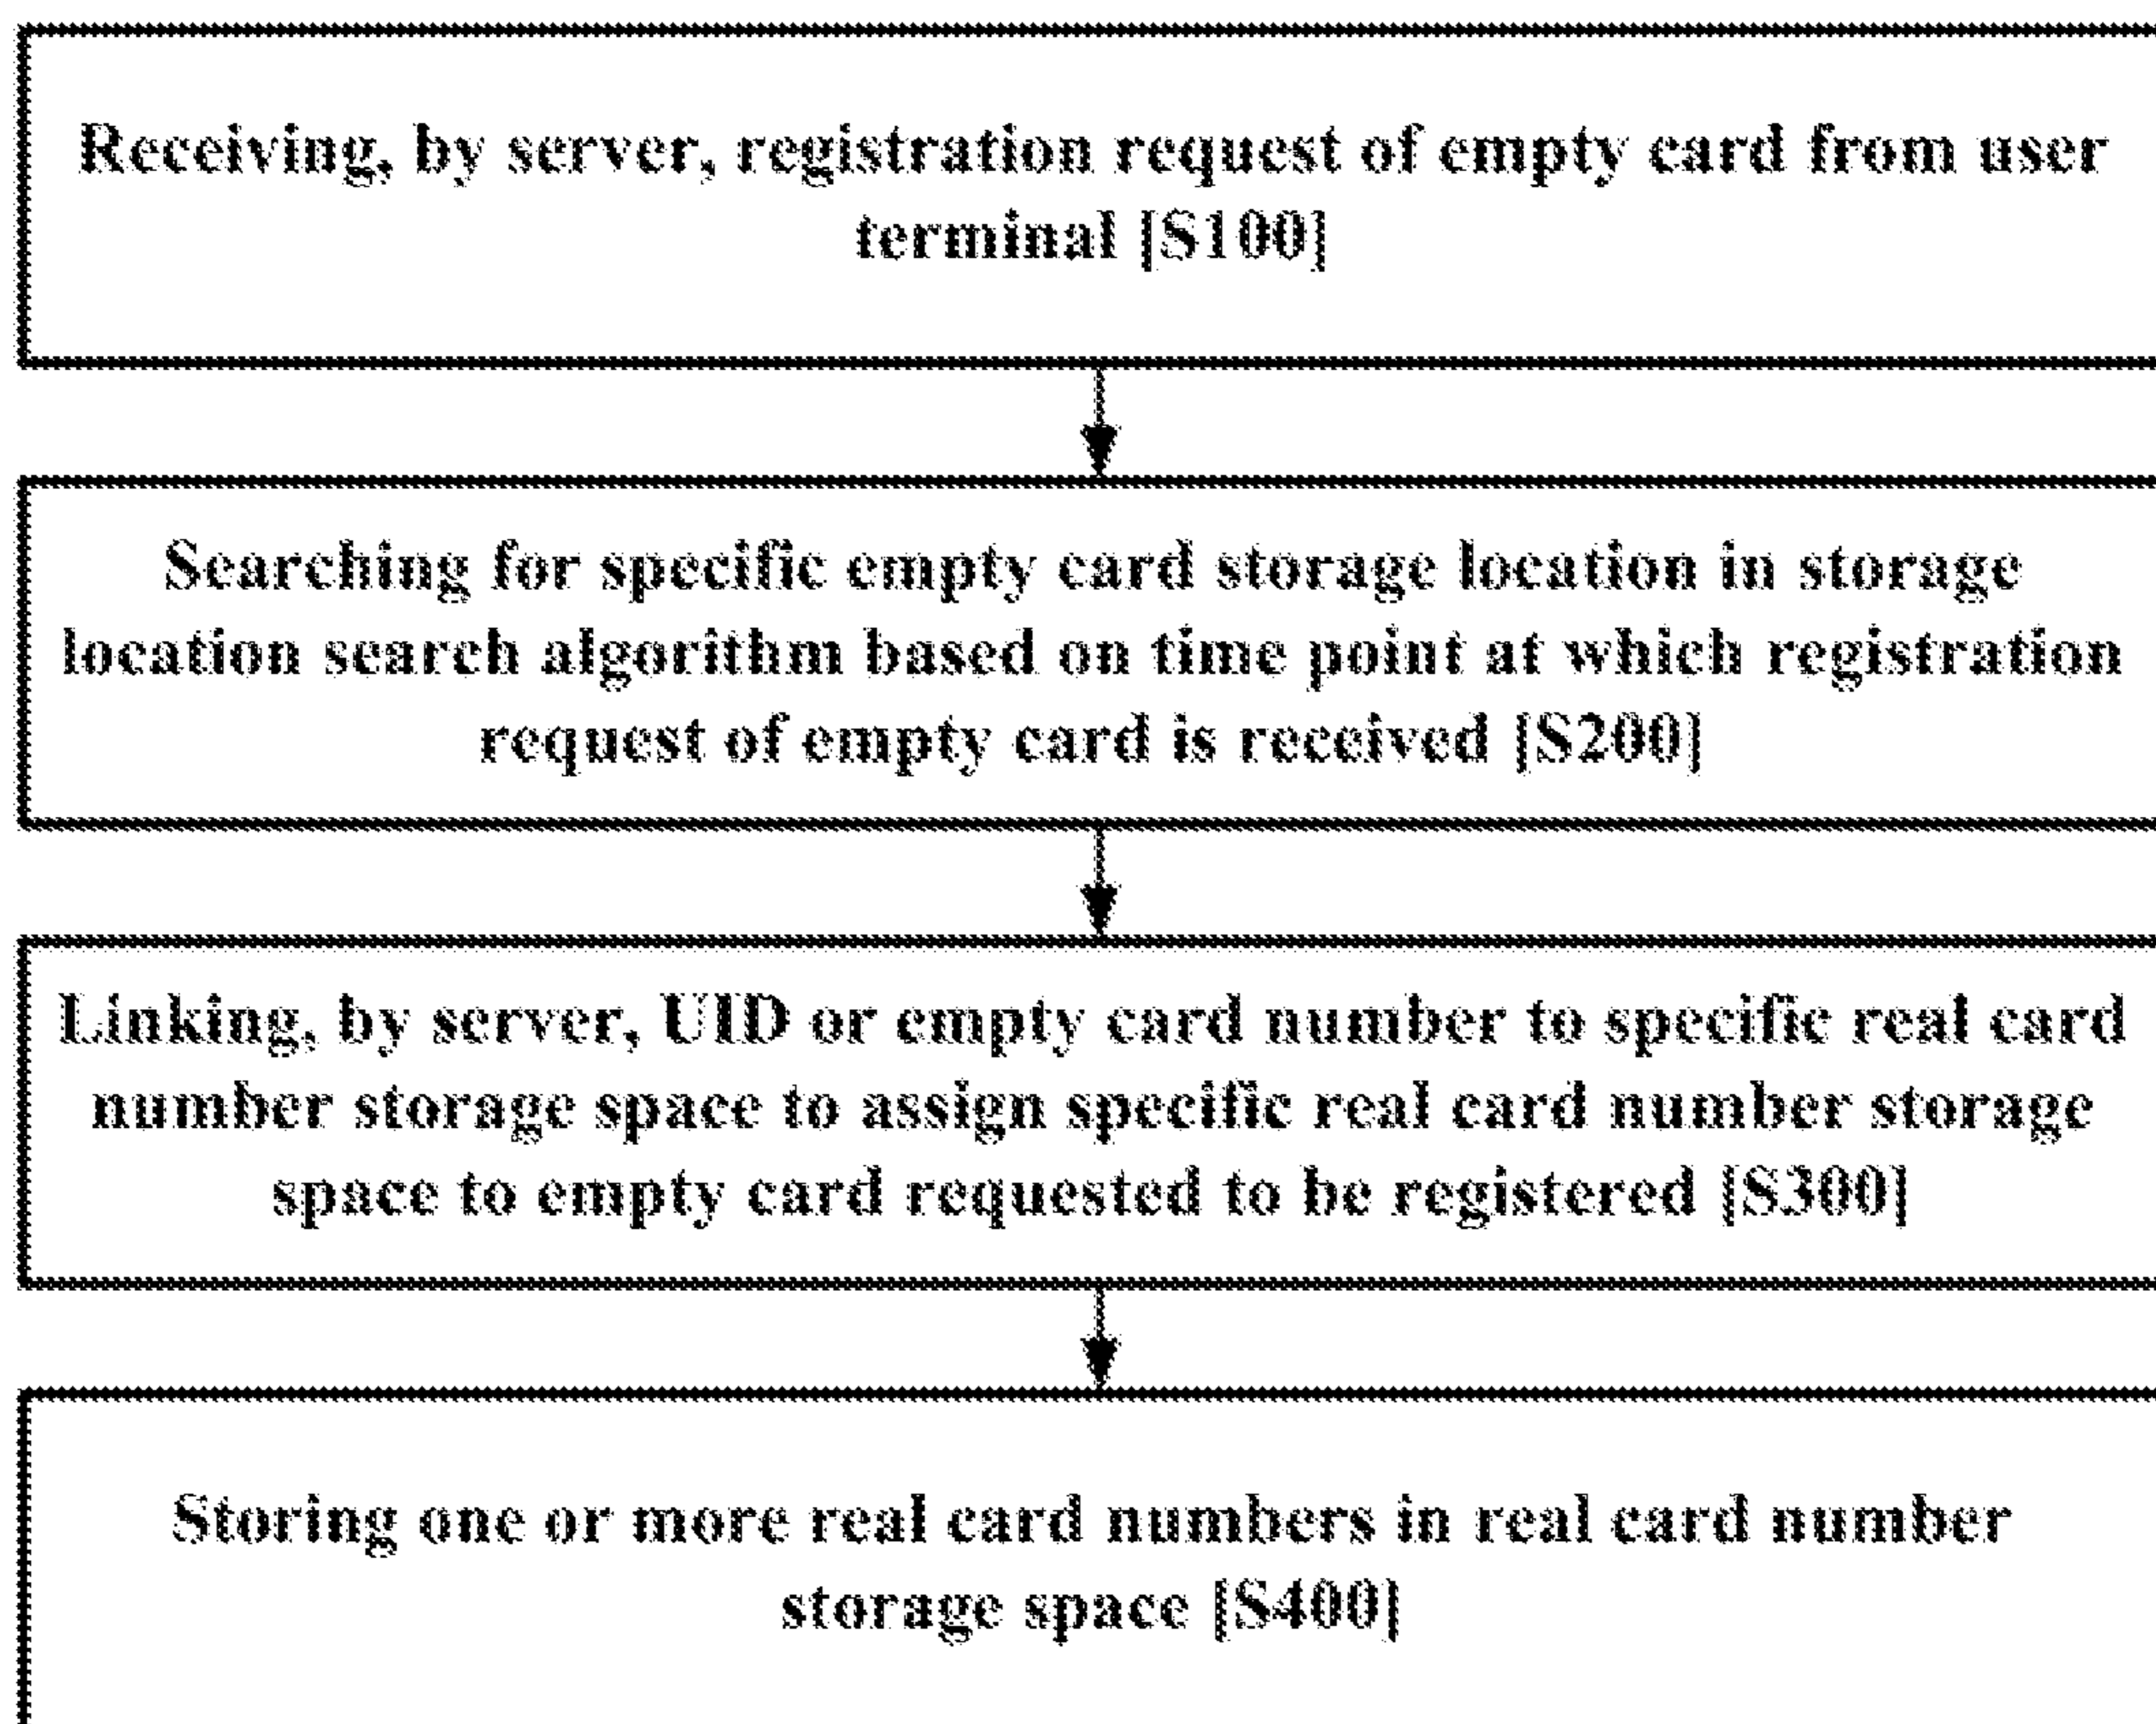 Receiving, by server, registration request of empty card from user
terminal [S100]
Searching for specific empty card storage location in storage
location search algorithm based on time point at which registration
request of empty card is received [S200]
Linking, by server, UID or empty card number to specific real card
number storage space to assign specific real card number storage
space to empty card requested to be registered [S300]
Storing one or more real card numbers in real card number
storage space [S400]